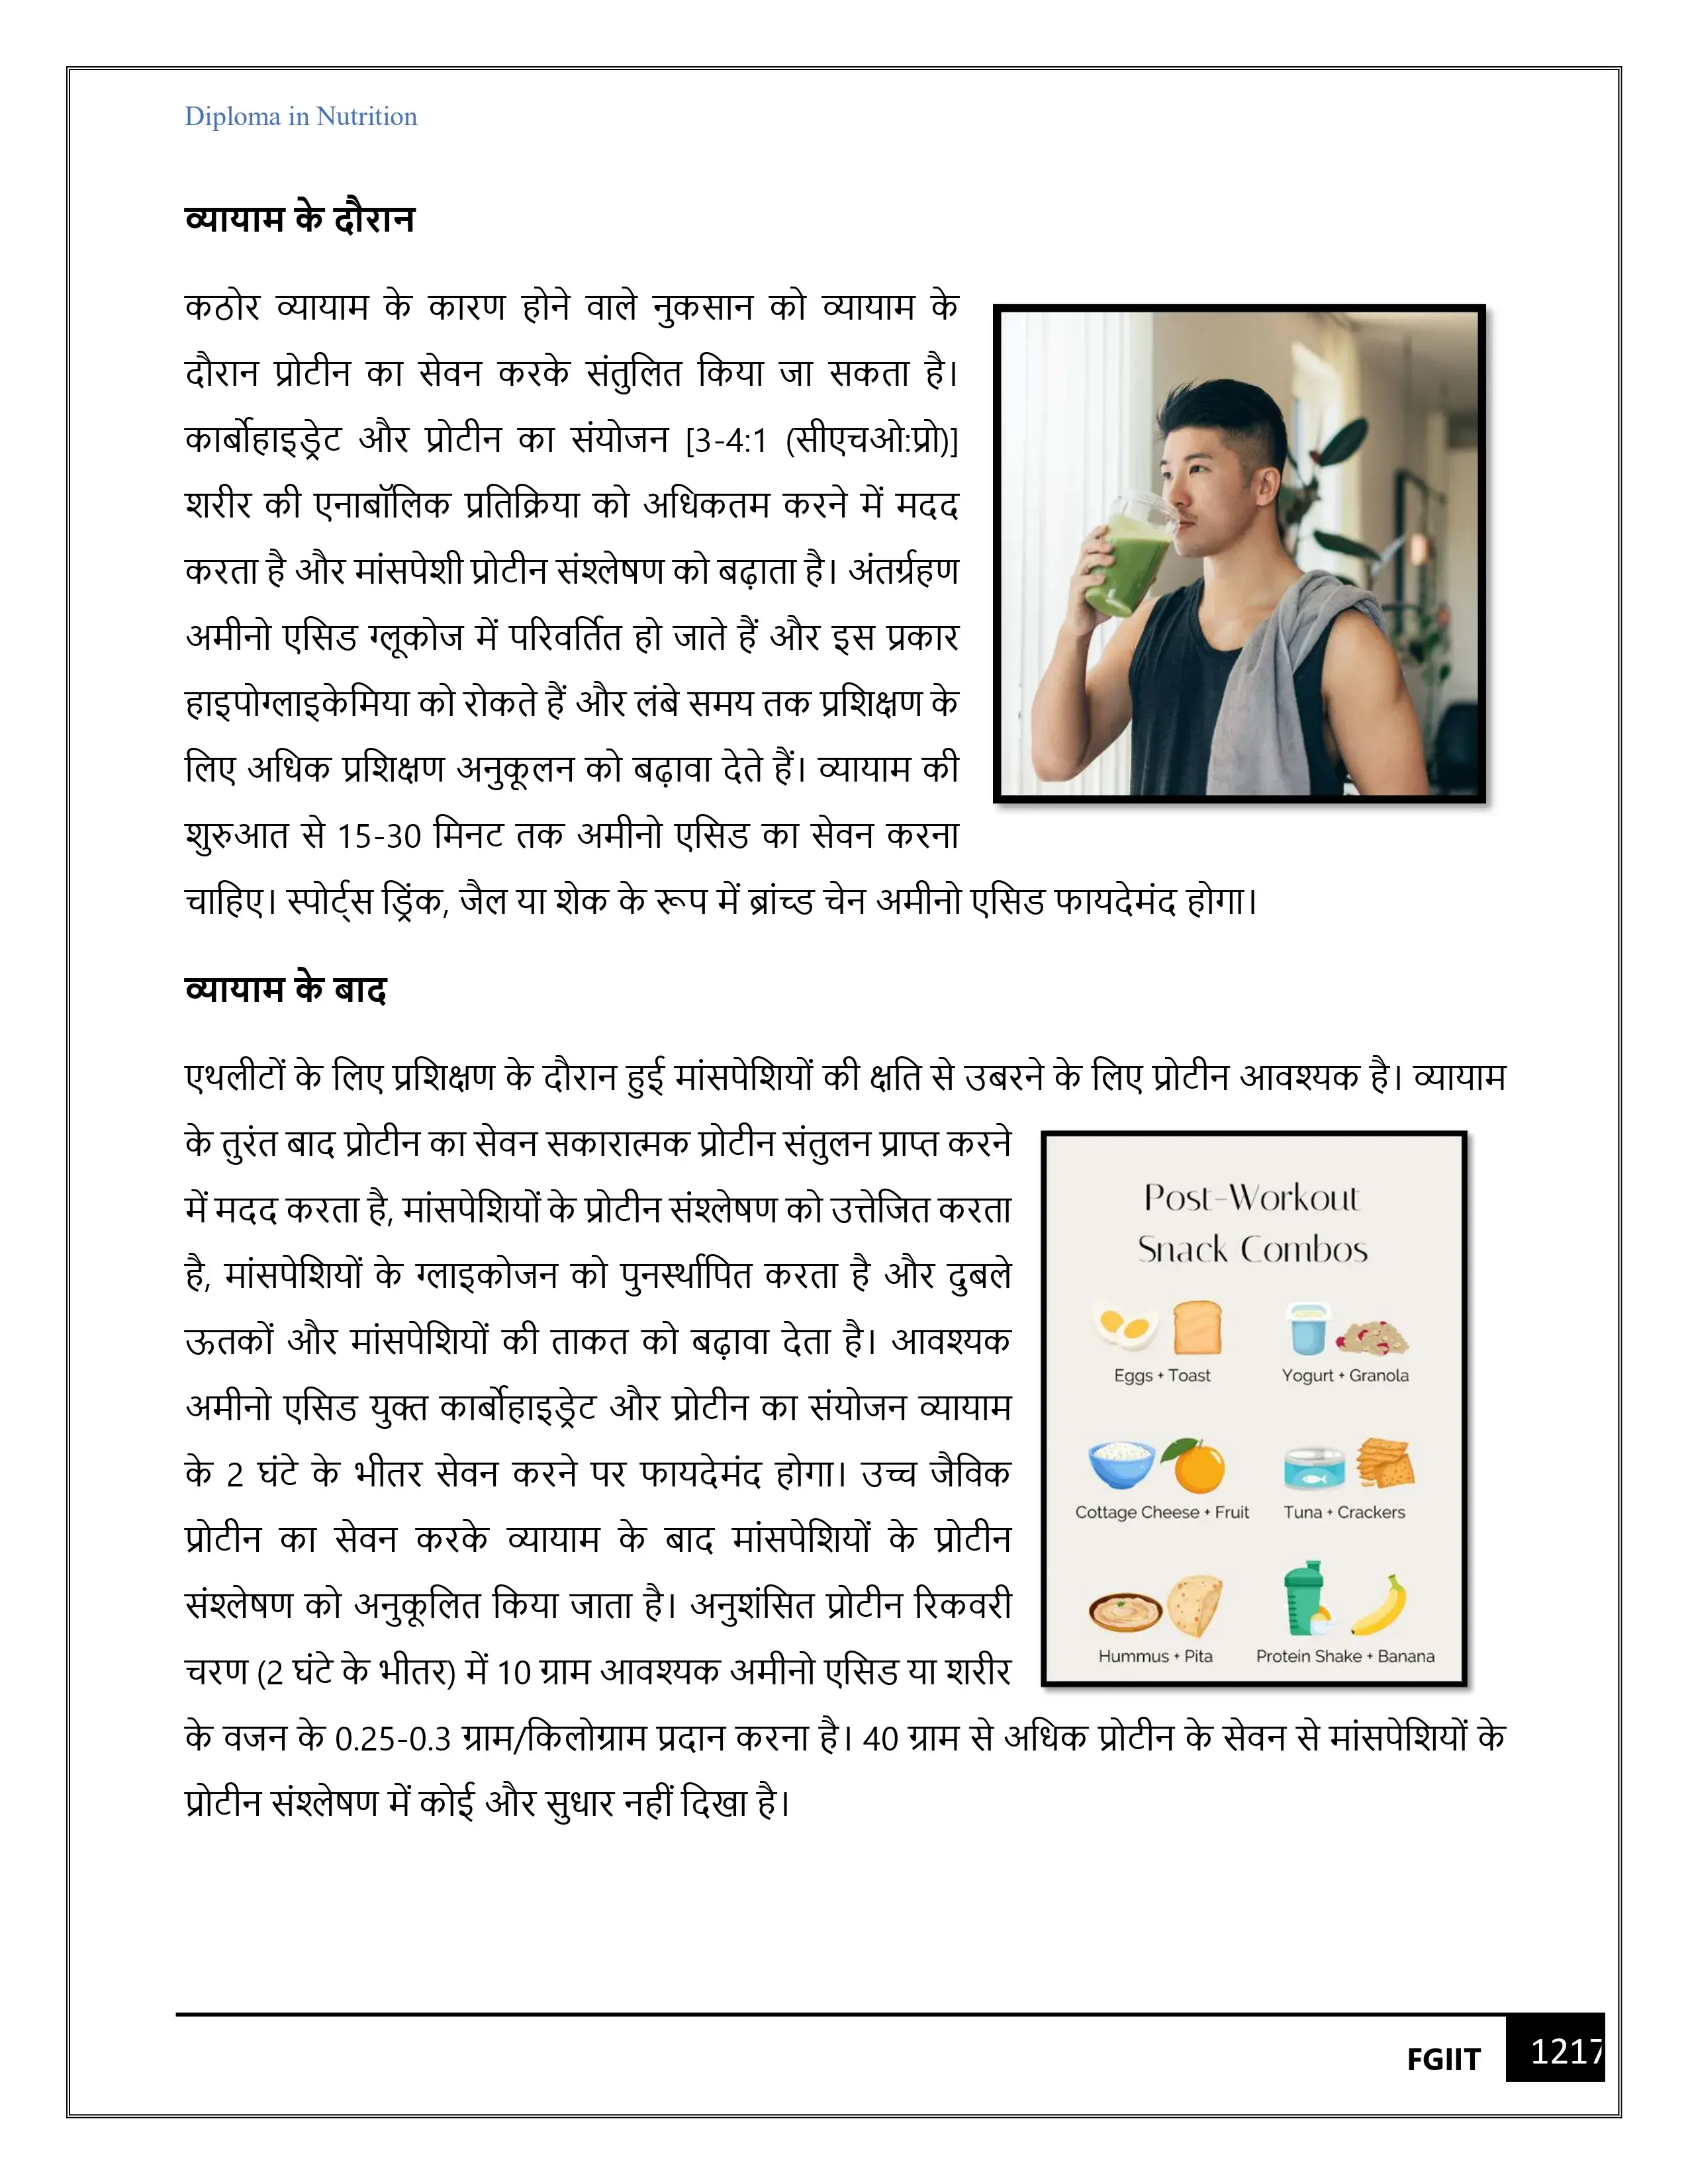 Diploma in Nutrition
व्यायाम के दौरान
कठोर व्यायाम के कारण होने वाले नुकसान को व्यायाम के
दौरान प्रोटीन का सेवन करके संतुलित किया जा सकता है।
कार्बोहाइड्रेट और प्रोटीन का संयोजन [3-4:1 (सीएचओ:प्रो)]
शरीर की एनाबॉलिक प्रतिक्रिया को अधिकतम करने में मदद
करता है और मांसपेशी प्रोटीन संश्लेषण को बढ़ाता है। अंतर्ग्रहण
अमीनो एसिड ग्लूकोज में परिवर्तित हो जाते हैं और इस प्रकार
हाइपोग्लाइकेमिया को रोकते हैं और लंबे समय तक प्रशिक्षण के
लिए अधिक प्रशिक्षण अनुकूलन को बढ़ावा देते हैं। व्यायाम की
शुरुआत से 15-30 मिनट तक अमीनो एसिड का सेवन करना
चाहिए। स्पोर्ट्स ड्रिंक, जैल या शेक के रूप में ब्रांच्ड चेन अमीनो एसिड फायदेमंद होगा।
व्यायाम के बाद
एथलीटों के लिए प्रशिक्षण के दौरान हुई मांसपेशियों की क्षति से उबरने के लिए प्रोटीन आवश्यक है। व्यायाम
के तुरंत बाद प्रोटीन का सेवन सकारात्मक प्रोटीन संतुलन प्राप्त करने
में मदद करता है, मांसपेशियों के प्रोटीन संश्लेषण को उत्तेजित करता
है, मांसपेशियों के ग्लाइकोजन को पुनर्स्थापित करता है और दुबले
ऊतकों और मांसपेशियों की ताकत को बढ़ावा देता है। आवश्यक
अमीनो एसिड युक्त कार्बोहाइड्रेट और प्रोटीन का संयोजन व्यायाम
के 2 घंटे के भीतर सेवन करने पर फायदेमंद होगा। उच्च जैविक
प्रोटीन का सेवन करके व्यायाम के बाद मांसपेशियों के प्रोटीन
संश्लेषण को अनुकूलित किया जाता है। अनुशंसित प्रोटीन रिकवरी
चरण (2 घंटे के भीतर) में 10 ग्राम आवश्यक अमीनो एसिड या शरीर
के वजन के 0.25-0.3 ग्राम/किलोग्राम प्रदान करना है। 40 ग्राम से अधिक प्रोटीन के सेवन से मांसपेशियों के
प्रोटीन संश्लेषण में कोई और सुधार नहीं दिखा है।
Post-Workout
Snack Combos
Eggs + Toast
Yogurt + Granola
Cottage Cheese + Fruit
Tuna + Crackers
Hummus + Pita
Protein Shake + Banana
FGIIT
1217